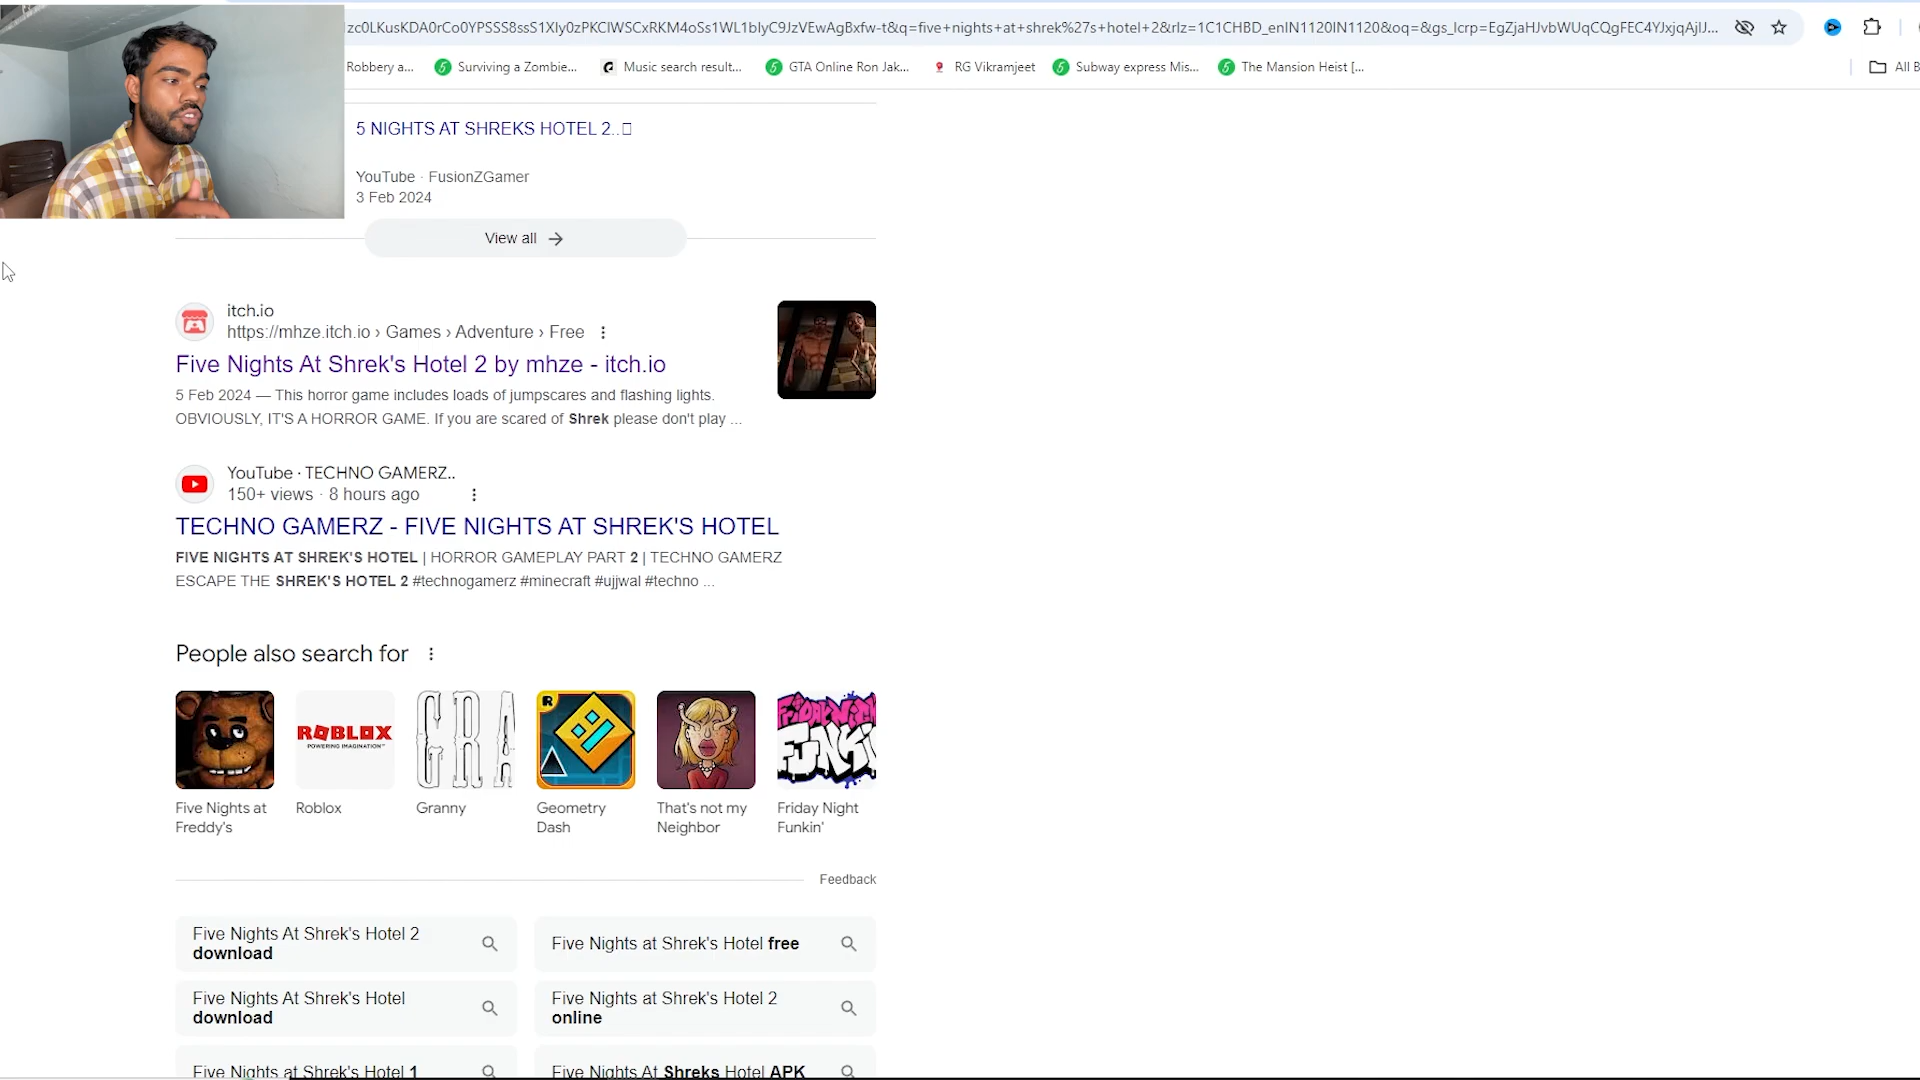 zc0LKusKDA0rCo0YPSSS8ssS1XIy0zPKCIWSCxRKM4oSs1WL1bIyC9JzVEwAgBxfw-t&q=five+nights+at+shrek%27s+hotel+2&rlz=1C1CHBD_enIN1120IN1120&oq=&gs_lcrp=EgZjaHJvbWUqCQgFEC4YJxjqAjIJ...
Robbery a... Surviving a Zombie... Music search result... GTA Online Ron Jak... RG Vikramjeet Subway express Mis... The Mansion Heist [... All B
5 NIGHTS AT SHREKS HOTEL 2..
YouTube · FusionZGamer
3 Feb 2024
View all
itch.io
https://mhze.itch.io › Games › Adventure › Free
Five Nights At Shrek's Hotel 2 by mhze - itch.io
5 Feb 2024 — This horror game includes loads of jumpscares and flashing lights.
OBVIOUSLY, IT'S A HORROR GAME. If you are scared of Shrek please don't play ...
YouTube · TECHNO GAMERZ..
150+ views · 8 hours ago
TECHNO GAMERZ - FIVE NIGHTS AT SHREK'S HOTEL
FIVE NIGHTS AT SHREK'S HOTEL | HORROR GAMEPLAY PART 2 | TECHNO GAMERZ
ESCAPE THE SHREK'S HOTEL 2 #technogamerz #minecraft #ujjwal #techno ...
People also search for
ROBLOX
POWERING IMAGINATION™
GRA
R
FRIDAY NIGH
FUNKI
Five Nights at
Freddy's
Roblox
Granny
Geometry
Dash
That's not my
Neighbor
Friday Night
Funkin'
Feedback
Five Nights At Shrek's Hotel 2
download
Five Nights at Shrek's Hotel free
Five Nights At Shrek's Hotel
download
Five Nights at Shrek's Hotel 2
online
Five Nights at Shrek's Hotel 1
Five Nights At Shreks Hotel APK